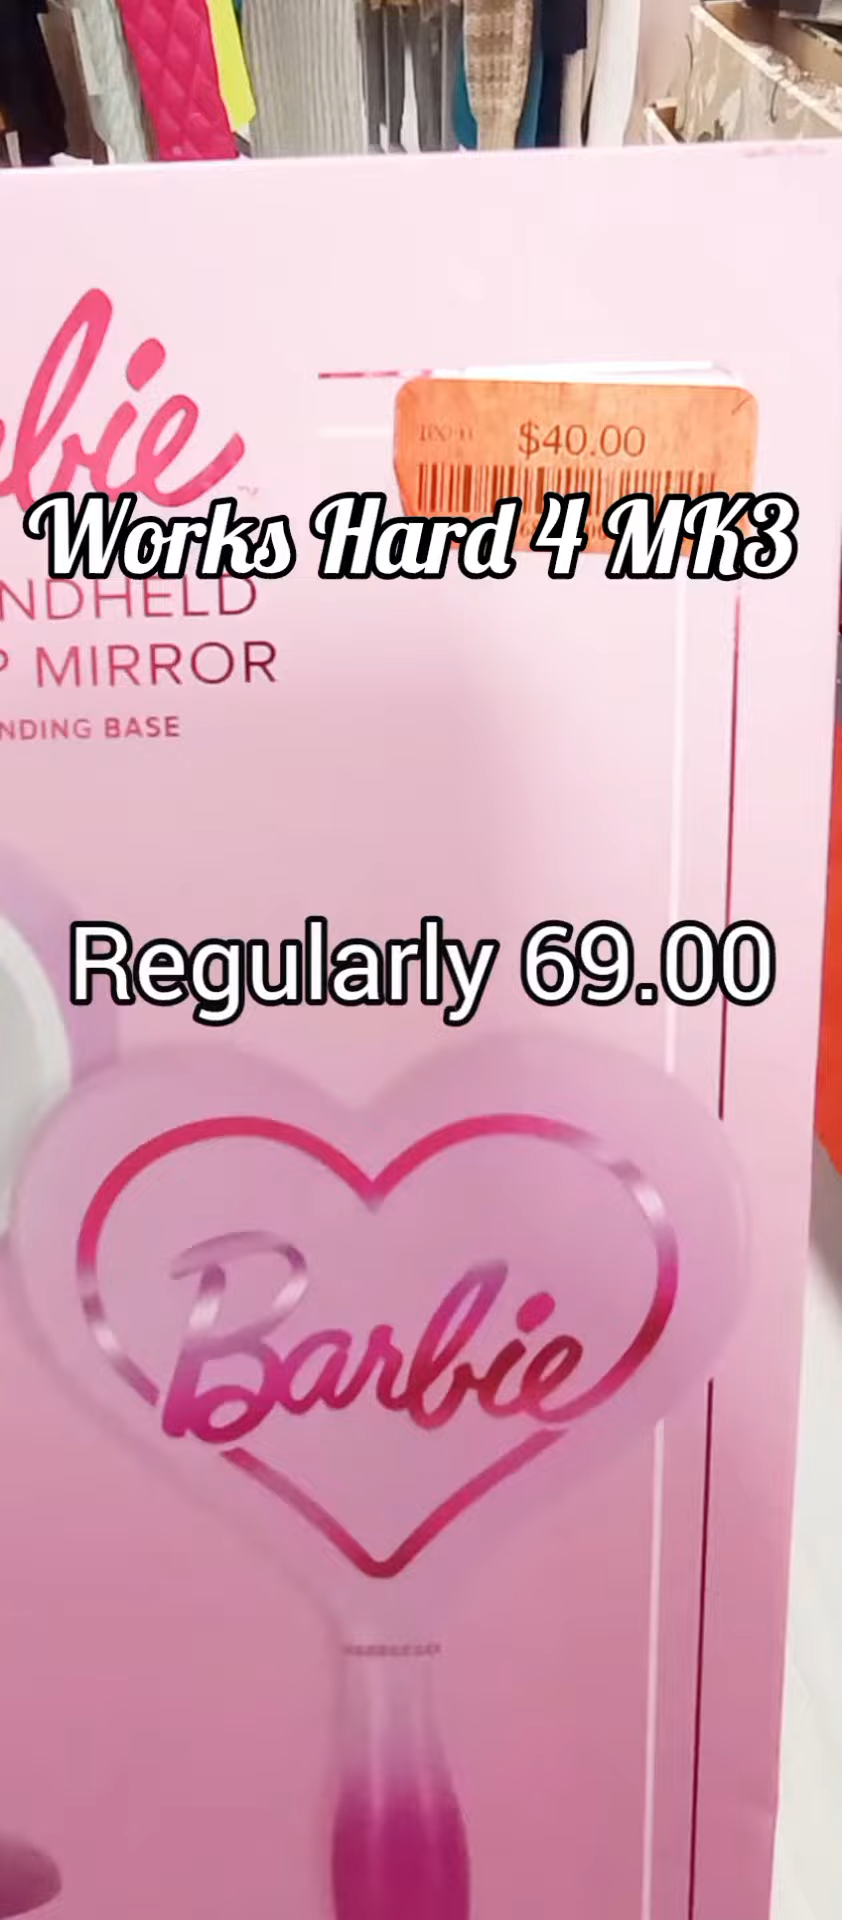 bie
$40.00
Works Hard 4 MK3
NDHELD
P MIRROR
NDING BASE
Regularly 69.00
Barbie